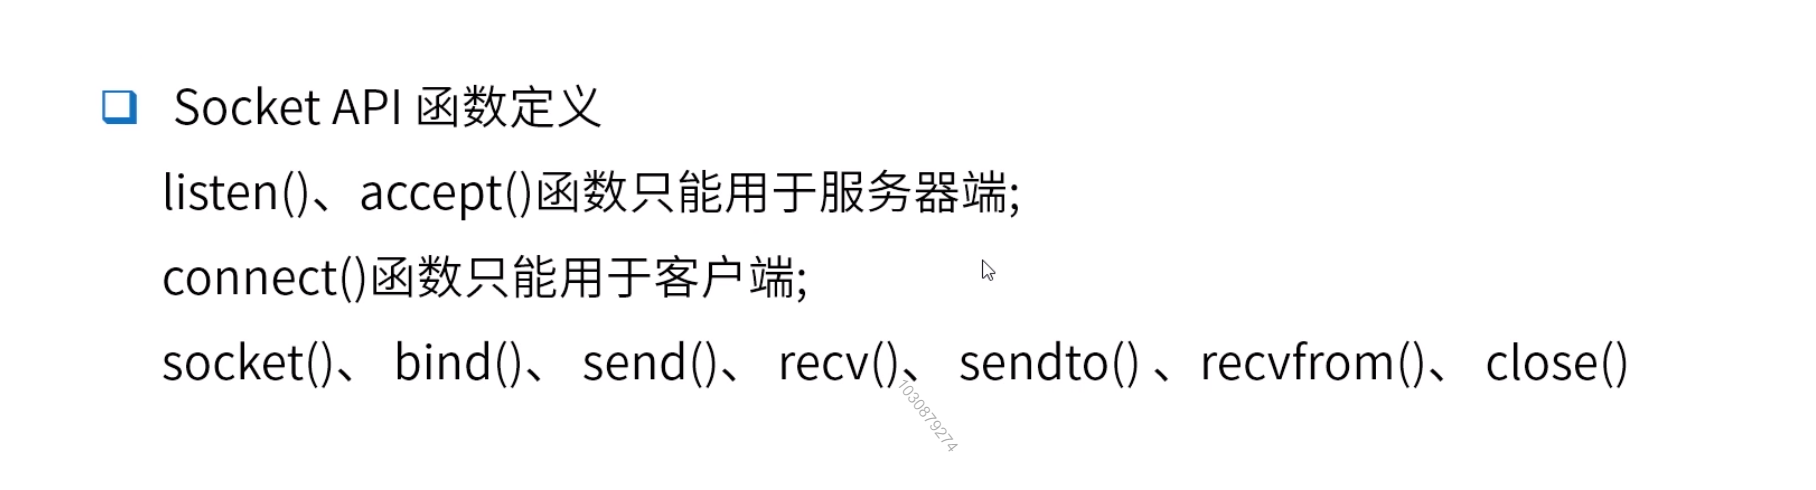 Socket API 函数定义
listen()、accept()函数只能用于服务器端;
connect()函数只能用于客户端;
socket()、 bind()、 send()、 recv()、 sendto() 、recvfrom()、 close()
1030879274